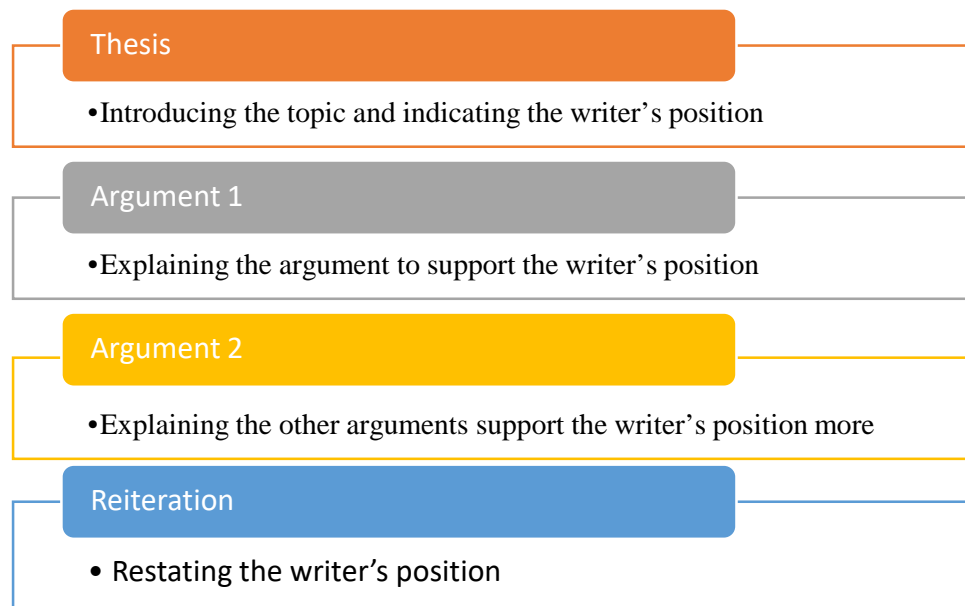 Thesis
•Introducing the topic and indicating the writer’s position
Argument 1
•Explaining the argument to support the writer’s position
Argument 2
•Explaining the other arguments support the writer’s position more
Reiteration
• Restating the writer’s position